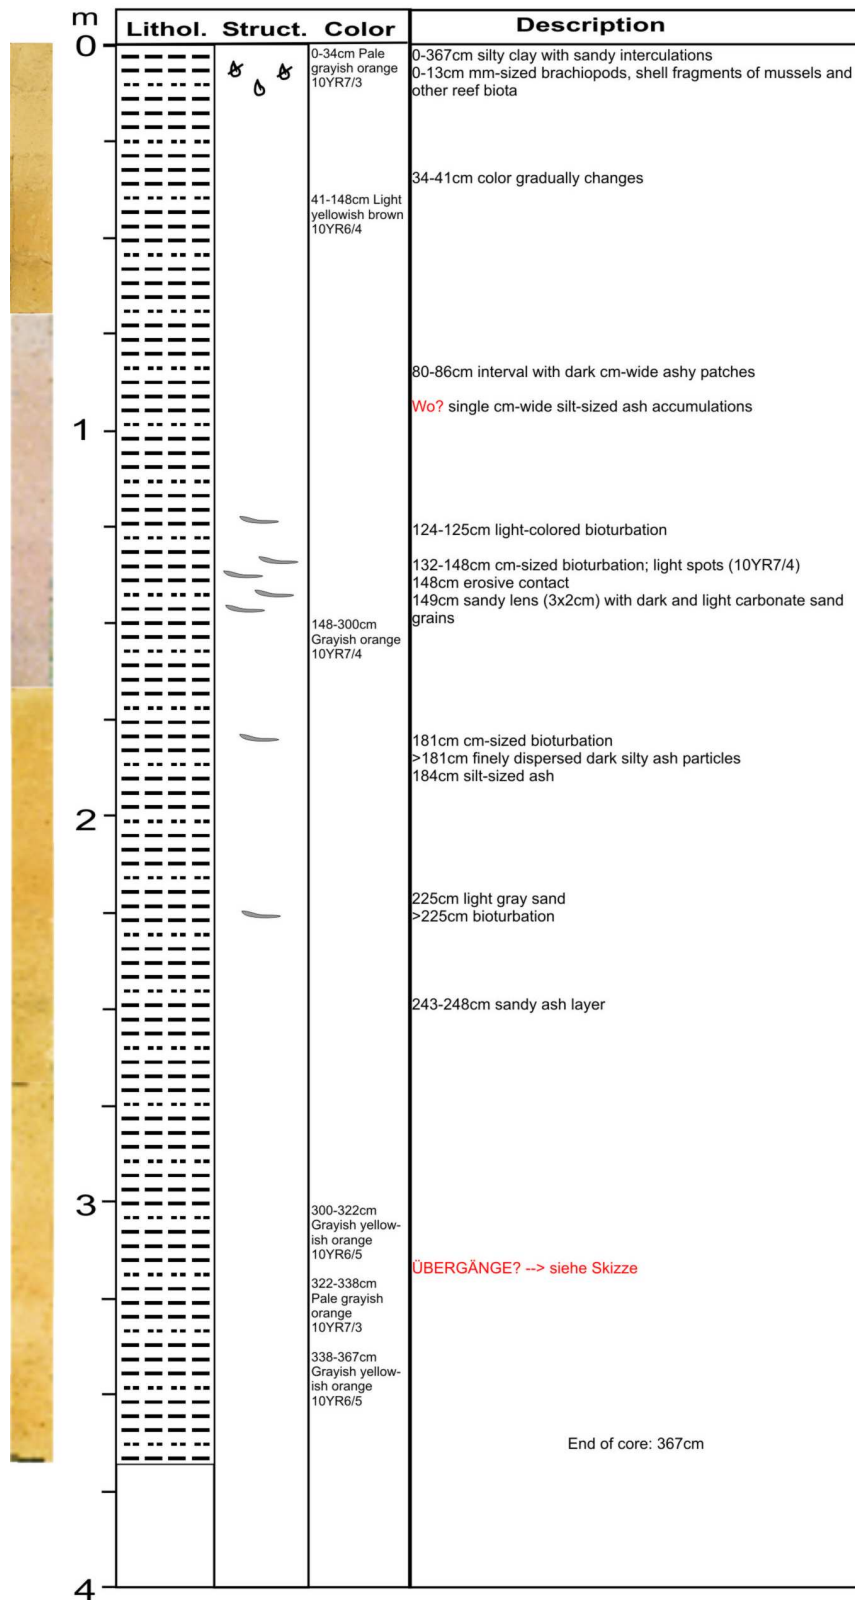 m
Lithol. Struct. Color Description
0
0-34cm Pale
grayish orange
10YR7/3
0-367cm silty clay with sandy interculations
0-13cm mm-sized brachiopods, shell fragments of mussels and
other reef biota
34-41cm color gradually changes
41-148cm Light
yellowish brown
10YR6/4
80-86cm interval with dark cm-wide ashy patches
Wo? single cm-wide silt-sized ash accumulations
1
124-125cm light-colored bioturbation
132-148cm cm-sized bioturbation; light spots (10YR7/4)
148cm erosive contact
149cm sandy lens (3x2cm) with dark and light carbonate sand
grains
148-300cm
Grayish orange
10YR7/4
181cm cm-sized bioturbation
>181cm finely dispersed dark silty ash particles
184cm silt-sized ash
2
225cm light gray sand
>225cm bioturbation
243-248cm sandy ash layer
3
300-322cm
Grayish yellow-
ish orange
10YR6/5
ÜBERGÄNGE? --> siehe Skizze
322-338cm
Pale grayish
orange
10YR7/3
338-367cm
Grayish yellow-
ish orange
10YR6/5
End of core: 367cm
4